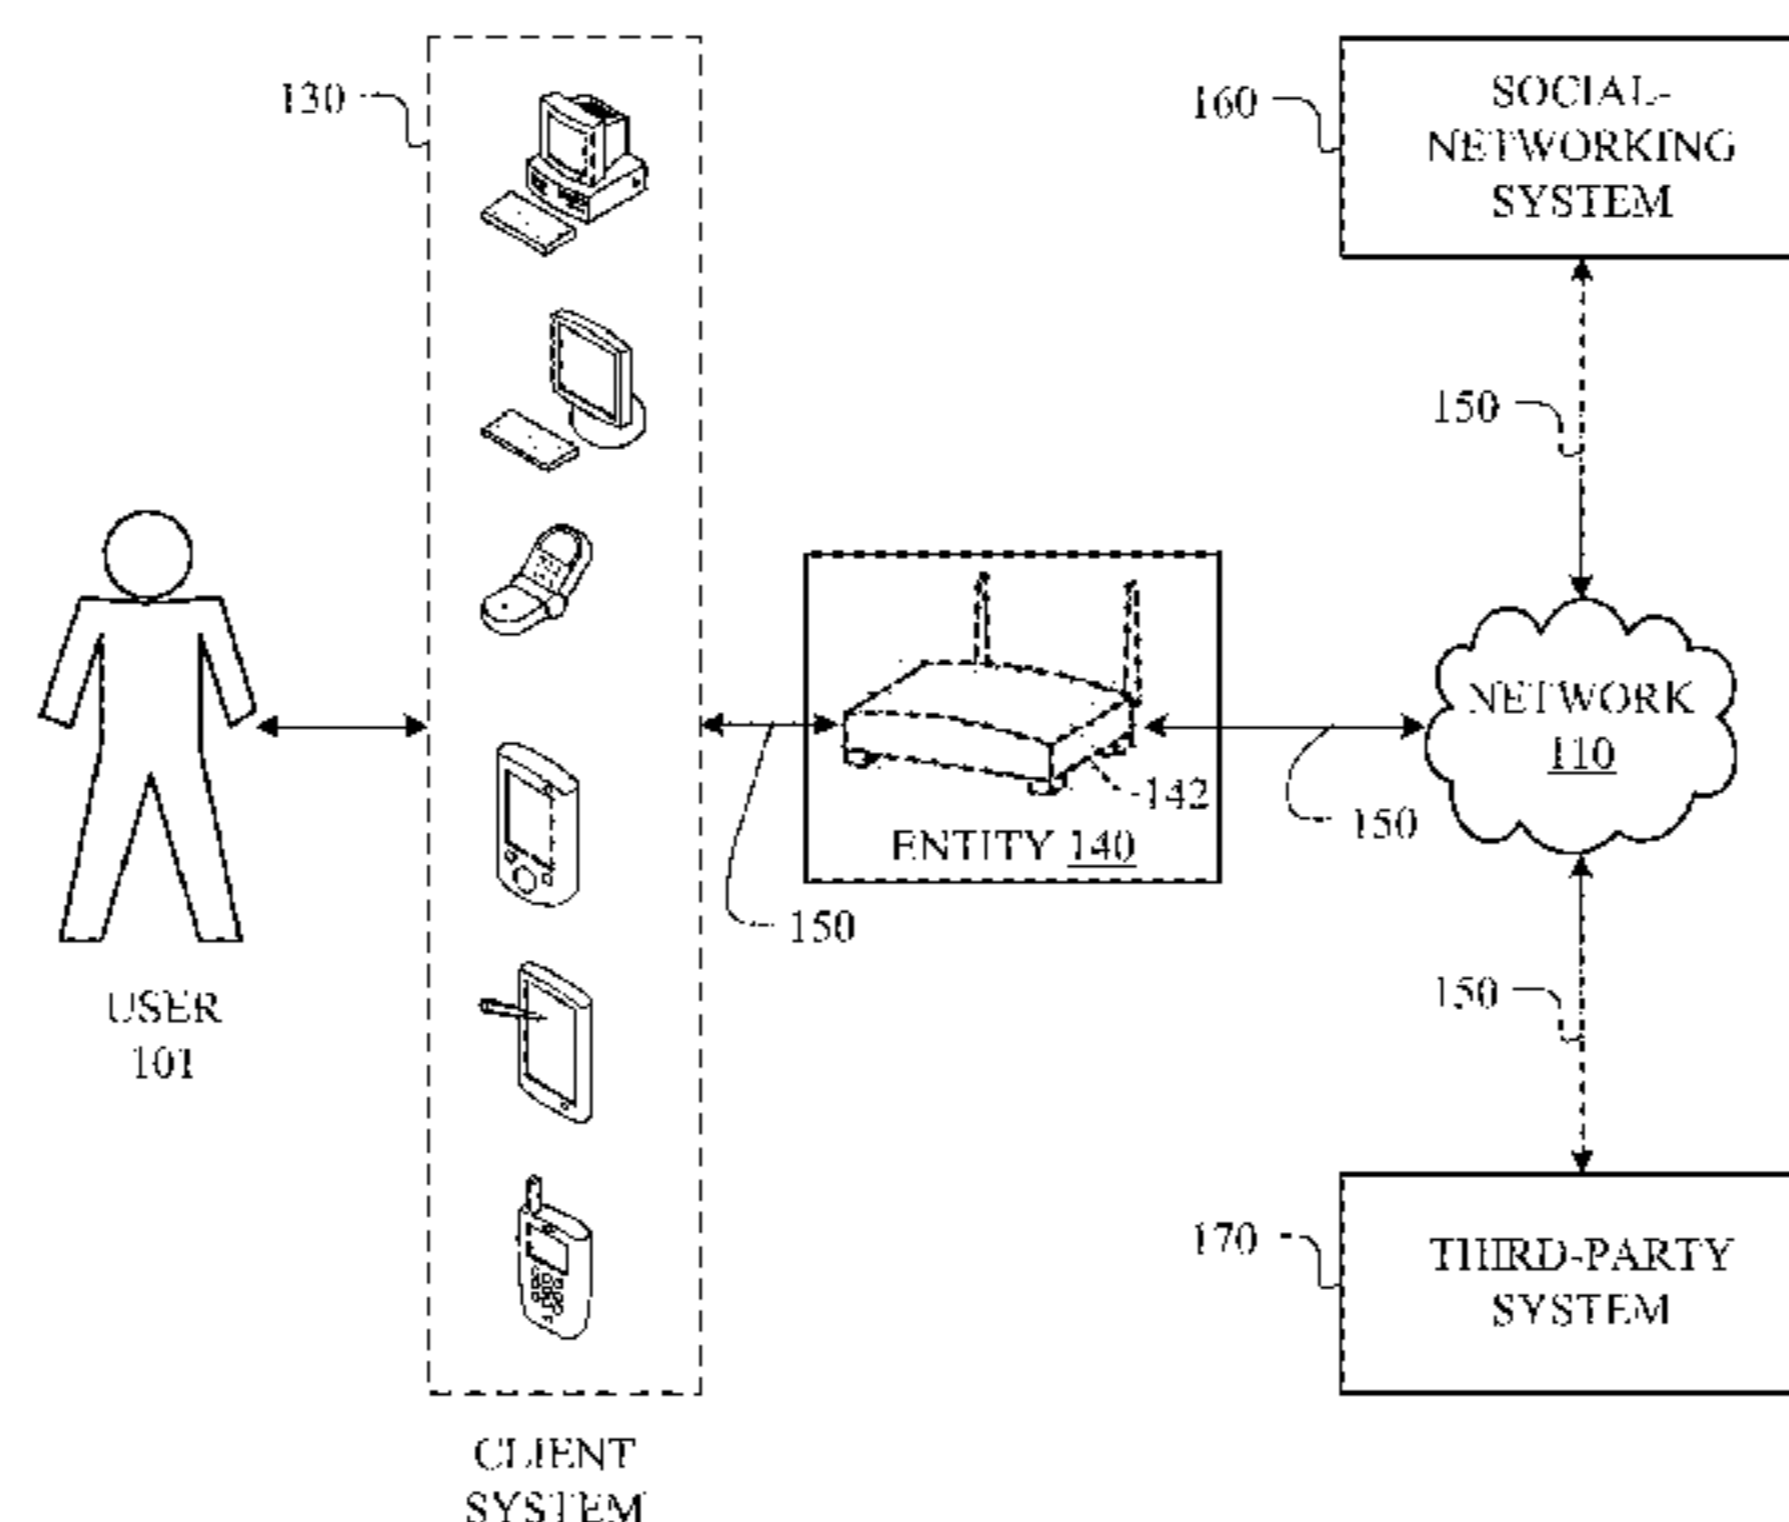 130
160
SOCIAL-
NETWORKING
SYSTEM
150
NETWORK
110
142
150
ENTITY 140
150
150
USER
101
170
THIRD-PARTY
SYSTEM
CLIENT
SYSTEM